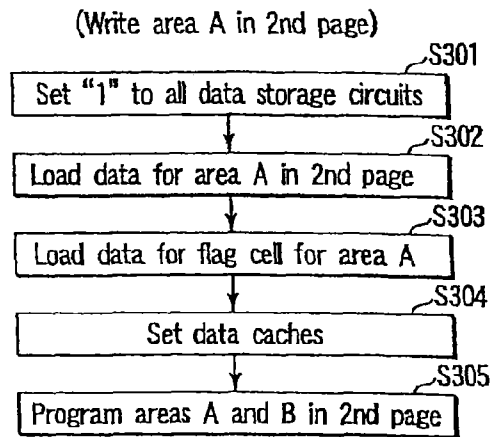 (Write area A in 2nd page)
S301
Set "1" to all data storage circuits
S302
Load data for area A in 2nd page
S303
Load data for flag cell for area A
S304
Set data caches
S305
Program areas A and B in 2nd page